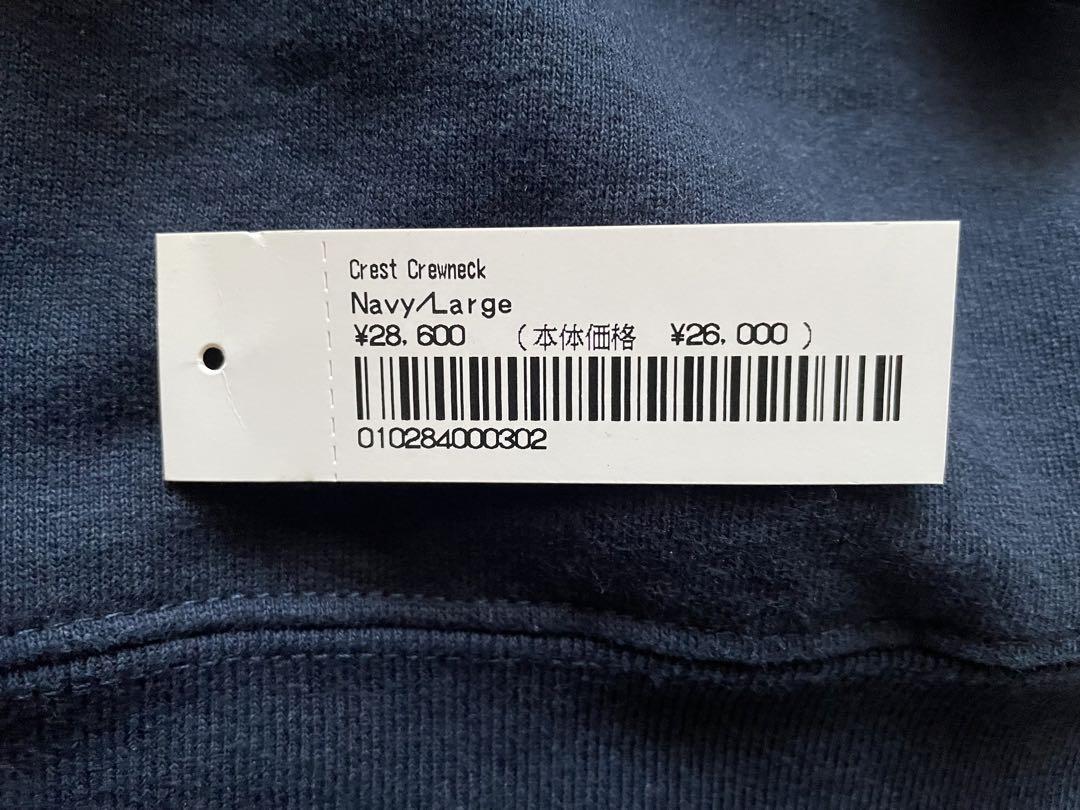 Crest Crewneck
Navy/Large
¥28,600 (本体価格 ¥26,000)
010284000302